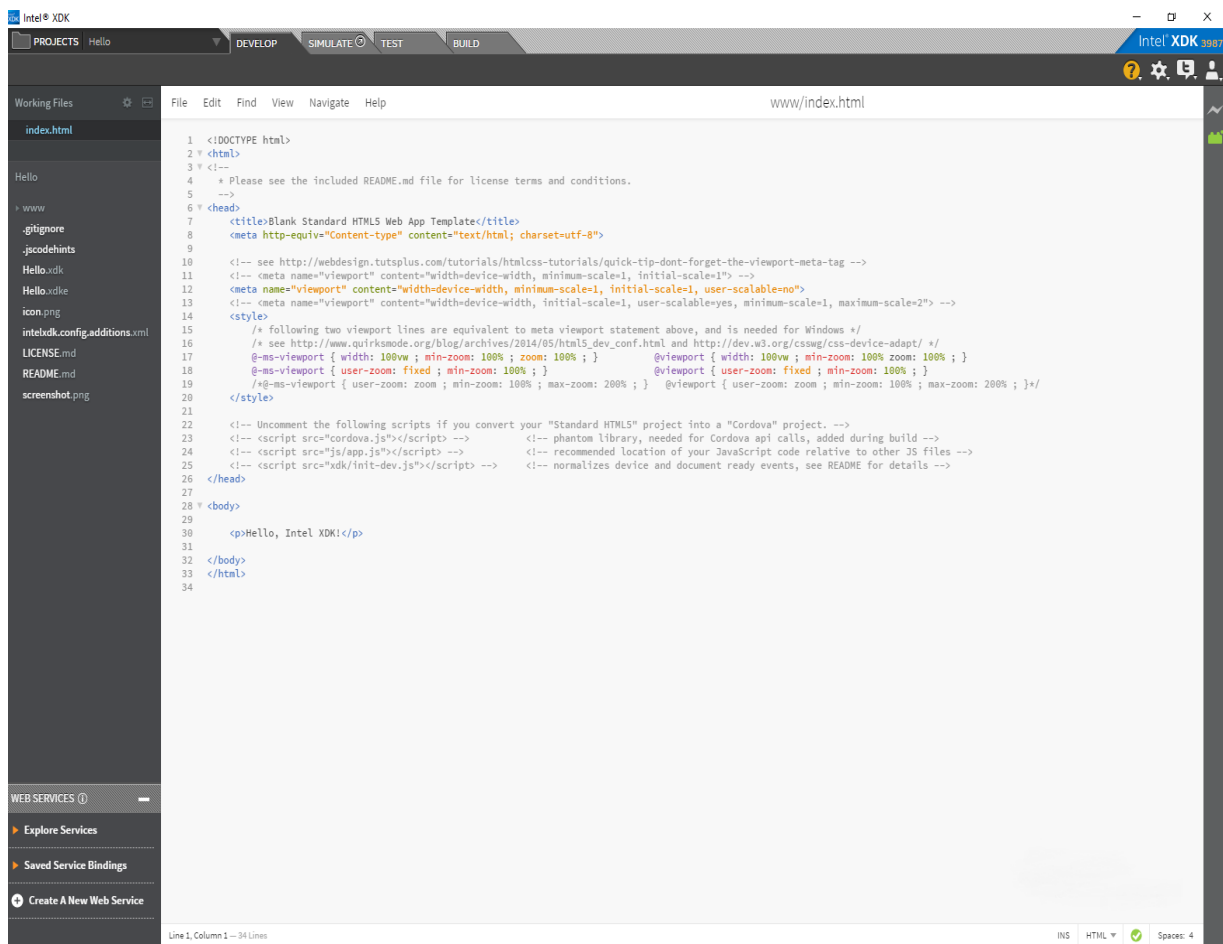 XDK Intel® XDK
PROJECTS Hello DEVELOP SIMULATE TEST BUILD Intel® XDK 3987
Working Files
index.html
Hello
www
.gitignore
.jscodehints
Hello.xdk
Hello.xdke
icon.png
intelxdk.config.additions.xml
LICENSE.md
README.md
screenshot.png
WEB SERVICES
Explore Services
Saved Service Bindings
Create A New Web Service
File Edit Find View Navigate Help www/index.html
1 <!DOCTYPE html>
2 <html>
3 <!--
4 * Please see the included README.md file for license terms and conditions.
5 -->
6 <head>
7 <title>Blank Standard HTML5 Web App Template</title>
8 <meta http-equiv="Content-type" content="text/html; charset=utf-8">
9
10 <!-- see http://webdesign.tutsplus.com/tutorials/htmlcss-tutorials/quick-tip-dont-forget-the-viewport-meta-tag -->
11 <!-- <meta name="viewport" content="width=device-width, minimum-scale=1, initial-scale=1"> -->
12 <meta name="viewport" content="width=device-width, minimum-scale=1, initial-scale=1, user-scalable=no">
13 <!-- <meta name="viewport" content="width=device-width, initial-scale=1, user-scalable=yes, minimum-scale=1, maximum-scale=2"> -->
14 <style>
15 /* following two viewport lines are equivalent to meta viewport statement above, and is needed for Windows */
16 /* see http://www.quirksmode.org/blog/archives/2014/05/html5_dev_conf.html and http://dev.w3.org/csswg/css-device-adapt/ */
17 @-ms-viewport { width: 100vw ; min-zoom: 100% ; zoom: 100% ; } @viewport { width: 100vw ; min-zoom: 100% zoom: 100% ; }
18 @-ms-viewport { user-zoom: fixed ; min-zoom: 100% ; } @viewport { user-zoom: fixed ; min-zoom: 100% ; }
19 /*@-ms-viewport { user-zoom: zoom ; min-zoom: 100% ; max-zoom: 200% ; } @viewport { user-zoom: zoom ; min-zoom: 100% ; max-zoom: 200% ; }*/
20 </style>
21
22 <!-- Uncomment the following scripts if you convert your "Standard HTML5" project into a "Cordova" project. -->
23 <!-- <script src="cordova.js"></script> --> <!-- phantom library, needed for Cordova api calls, added during build -->
24 <!-- <script src="js/app.js"></script> --> <!-- recommended location of your JavaScript code relative to other JS files -->
25 <!-- <script src="xdk/init-dev.js"></script> --> <!-- normalizes device and document ready events, see README for details -->
26 </head>
27
28 <body>
29
30 <p>Hello, Intel XDK!</p>
31
32 </body>
33 </html>
34
Line 1, Column 1 — 34 Lines INS HTML Spaces: 4